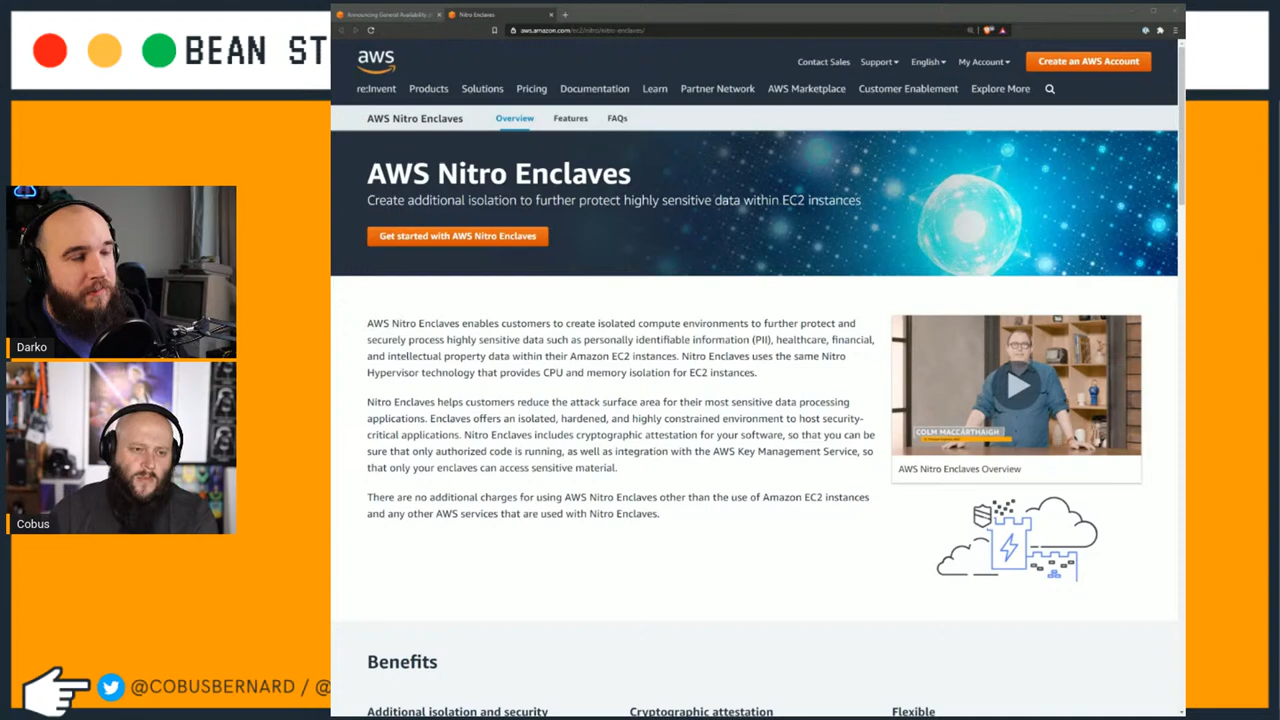 BEAN ST
Darko
Cobus
@COBUSBERNARD / @
Announcing General Availability
Nitro Enclaves
aws.amazon.com/ec2/nitro/nitro-enclaves/
aws
Contact Sales Support English My Account Create an AWS Account
re:Invent Products Solutions Pricing Documentation Learn Partner Network AWS Marketplace Customer Enablement Explore More
AWS Nitro Enclaves Overview Features FAQs
AWS Nitro Enclaves
Create additional isolation to further protect highly sensitive data within EC2 instances
Get started with AWS Nitro Enclaves
AWS Nitro Enclaves enables customers to create isolated compute environments to further protect and
securely process highly sensitive data such as personally identifiable information (PII), healthcare, financial,
and intellectual property data within their Amazon EC2 instances. Nitro Enclaves uses the same Nitro
Hypervisor technology that provides CPU and memory isolation for EC2 instances.
Nitro Enclaves helps customers reduce the attack surface area for their most sensitive data processing
applications. Enclaves offers an isolated, hardened, and highly constrained environment to host security-
critical applications. Nitro Enclaves includes cryptographic attestation for your software, so that you can be
sure that only authorized code is running, as well as integration with the AWS Key Management Service, so
that only your enclaves can access sensitive material.
There are no additional charges for using AWS Nitro Enclaves other than the use of Amazon EC2 instances
and any other AWS services that are used with Nitro Enclaves.
COLM MACCARTHAIGH
AWS Nitro Enclaves Overview
Benefits
Additional isolation and security Cryptographic attestation Flexible